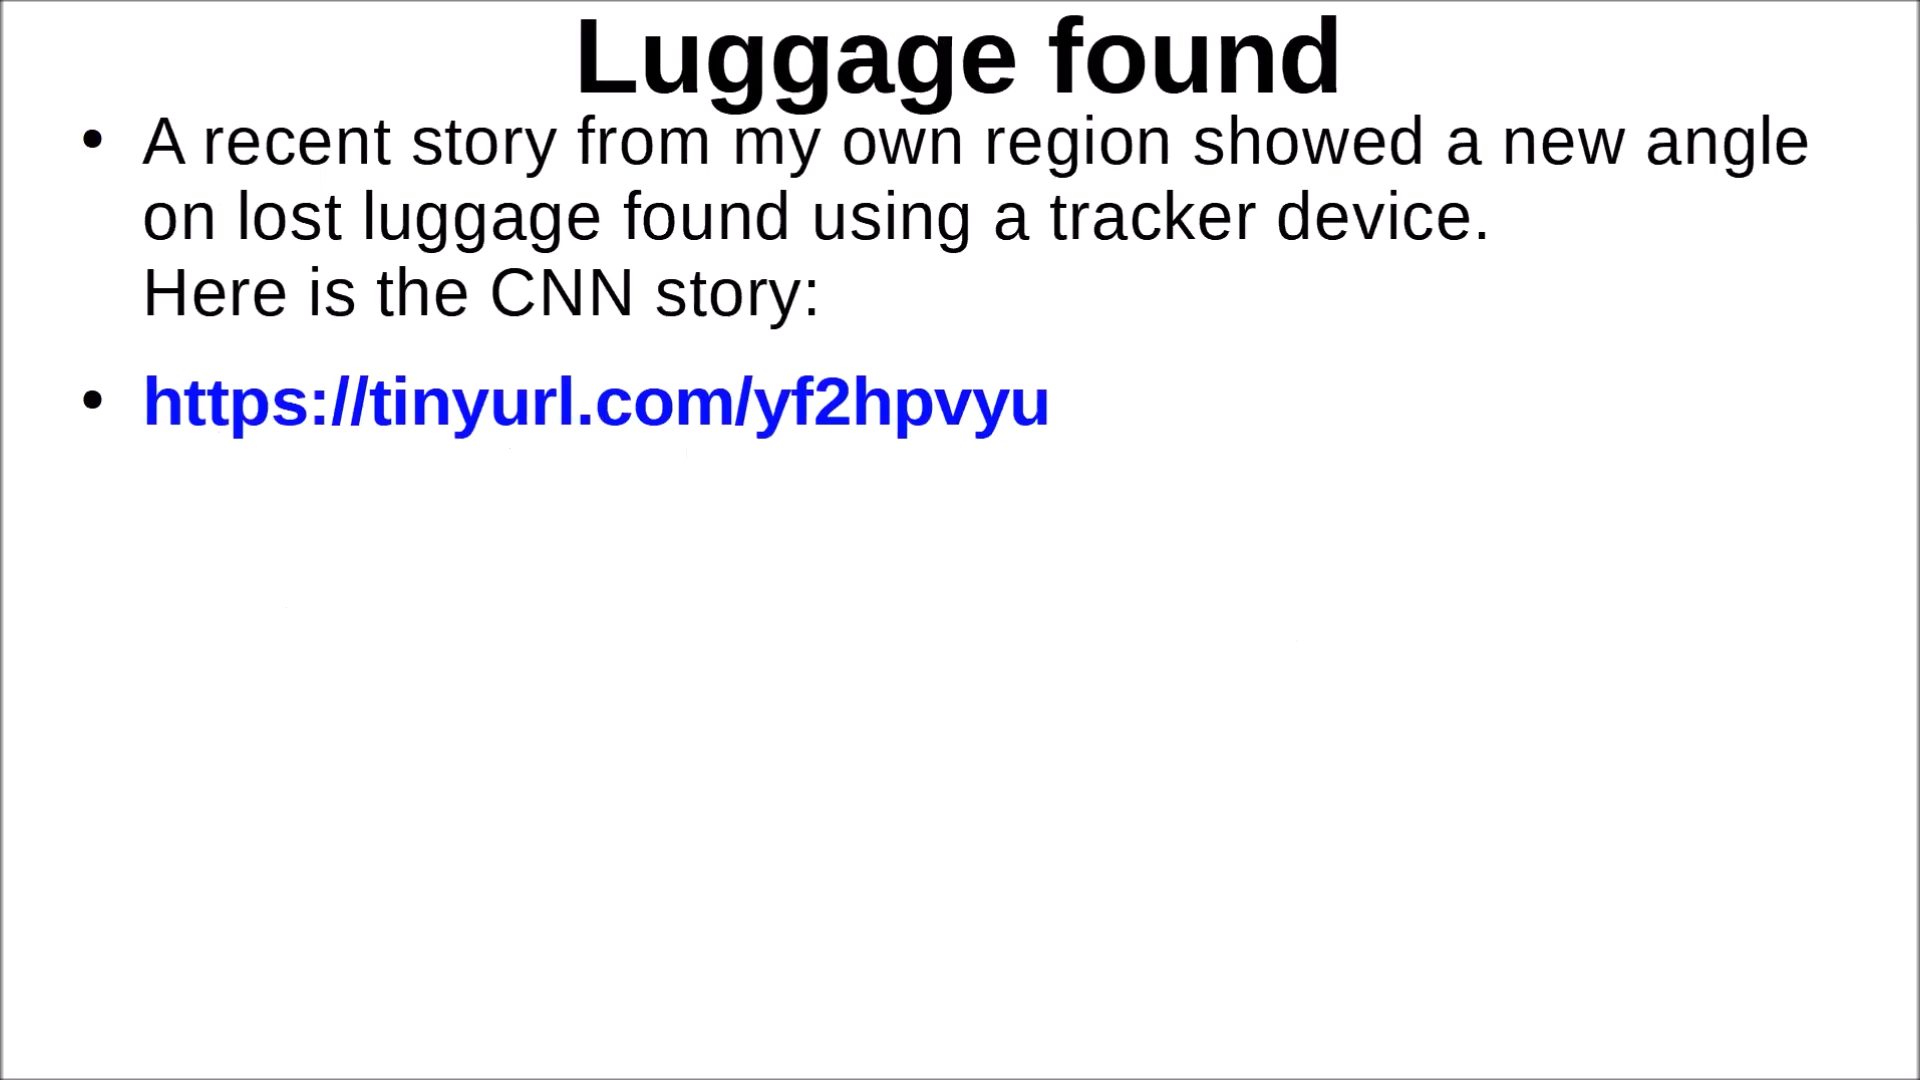 Luggage found
• A recent story from my own region showed a new angle
on lost luggage found using a tracker device.
Here is the CNN story:
• https://tinyurl.com/yf2hpvyu